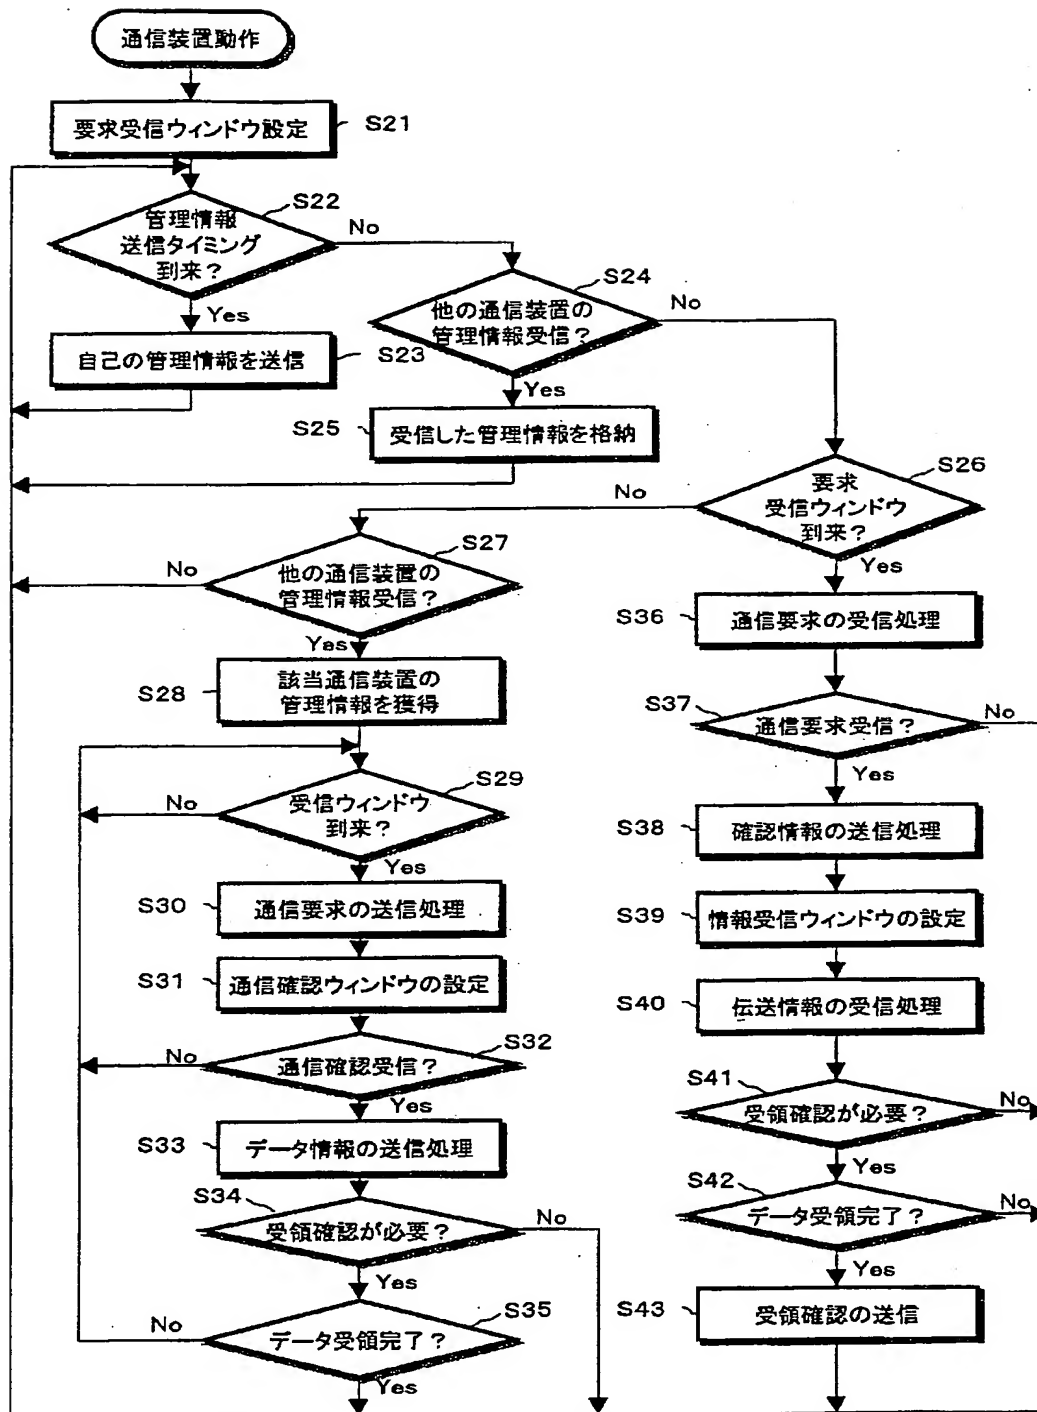 通信装置動作
要求受信ウィンドウ設定
S21
S22
管理情報
送信タイミング
到来？
No
Yes
S23
自己の管理情報を送信
S24
他の通信装置の
管理情報受信？
No
Yes
S25
受信した管理情報を格納
S26
要求
受信ウィンドウ
到来？
No
Yes
S27
他の通信装置の
管理情報受信？
No
Yes
S28
該当通信装置の
管理情報を獲得
S29
受信ウィンドウ
到来？
No
Yes
S30
通信要求の送信処理
S31
通信確認ウィンドウの設定
S32
通信確認受信？
No
Yes
S33
データ情報の送信処理
S34
受領確認が必要？
No
Yes
S35
データ受領完了？
No
Yes
S36
通信要求の受信処理
S37
通信要求受信？
No
Yes
S38
確認情報の送信処理
S39
情報受信ウィンドウの設定
S40
伝送情報の受信処理
S41
受領確認が必要？
No
Yes
S42
データ受領完了？
No
Yes
S43
受領確認の送信